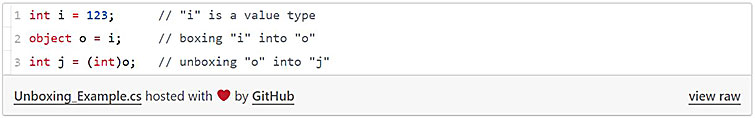 1 int i = 123;      // "i" is a value type
2 object o = i;     // boxing "i" into "o"
3 int j = (int)o;   // unboxing "o" into "j"
Unboxing_Example.cs hosted with ❤ by GitHub view raw